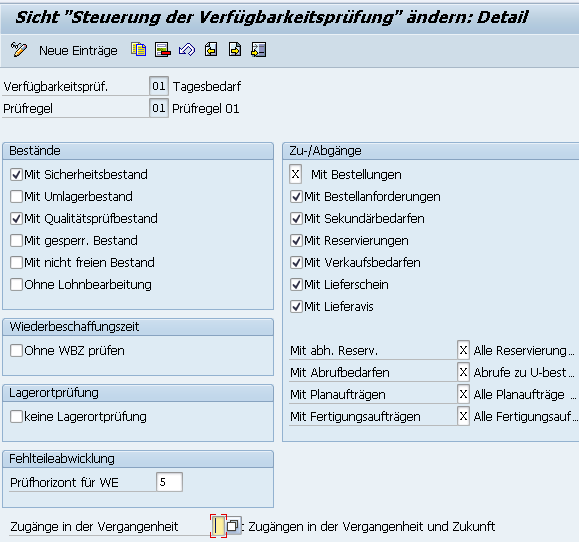 Sicht "Steuerung der Verfügbarkeitsprüfung" ändern: Detail
Neue Einträge
Verfügbarkeitsprüf. 01 Tagesbedarf
Prüfregel 01 Prüfregel 01
Bestände
Mit Sicherheitsbestand
Mit Umlagerbestand
Mit Qualitätsprüfbestand
Mit gesperr. Bestand
Mit nicht freien Bestand
Ohne Lohnbearbeitung
Wiederbeschaffungszeit
Ohne WBZ prüfen
Lagerortprüfung
keine Lagerortprüfung
Fehlteileabwicklung
Prüfhorizont für WE 5
Zu-/Abgänge
X Mit Bestellungen
Mit Bestellanforderungen
Mit Sekundärbedarfen
Mit Reservierungen
Mit Verkaufsbedarfen
Mit Lieferschein
Mit Lieferavis
Mit abh. Reserv. X Alle Reservierung...
Mit Abrufbedarfen X Abrufe zu U-best...
Mit Planaufträgen X Alle Planaufträge ...
Mit Fertigungsaufträgen X Alle Fertigungsauf...
Zugänge in der Vergangenheit : Zugängen in der Vergangenheit und Zukunft